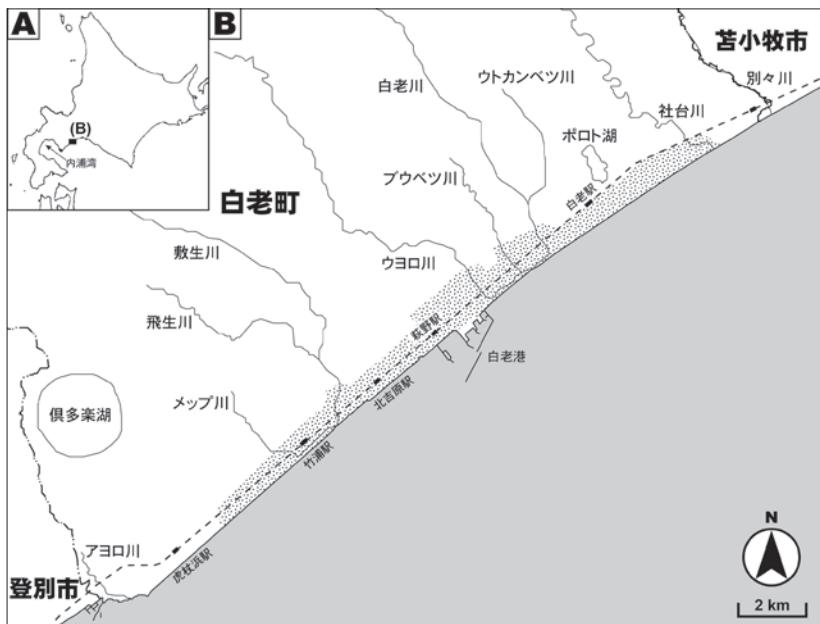 A
B
(B)
内浦湾
苫小牧市
別々川
白老川
ウトカンベツ川
社台川
ポロト湖
ブウベツ川
白老駅
白老町
敷生川
ウヨロ川
飛生川
萩野駅
白老港
メップ川
北吉原駅
倶多楽湖
竹浦駅
アヨロ川
虎杖浜駅
登別市
N
2 km